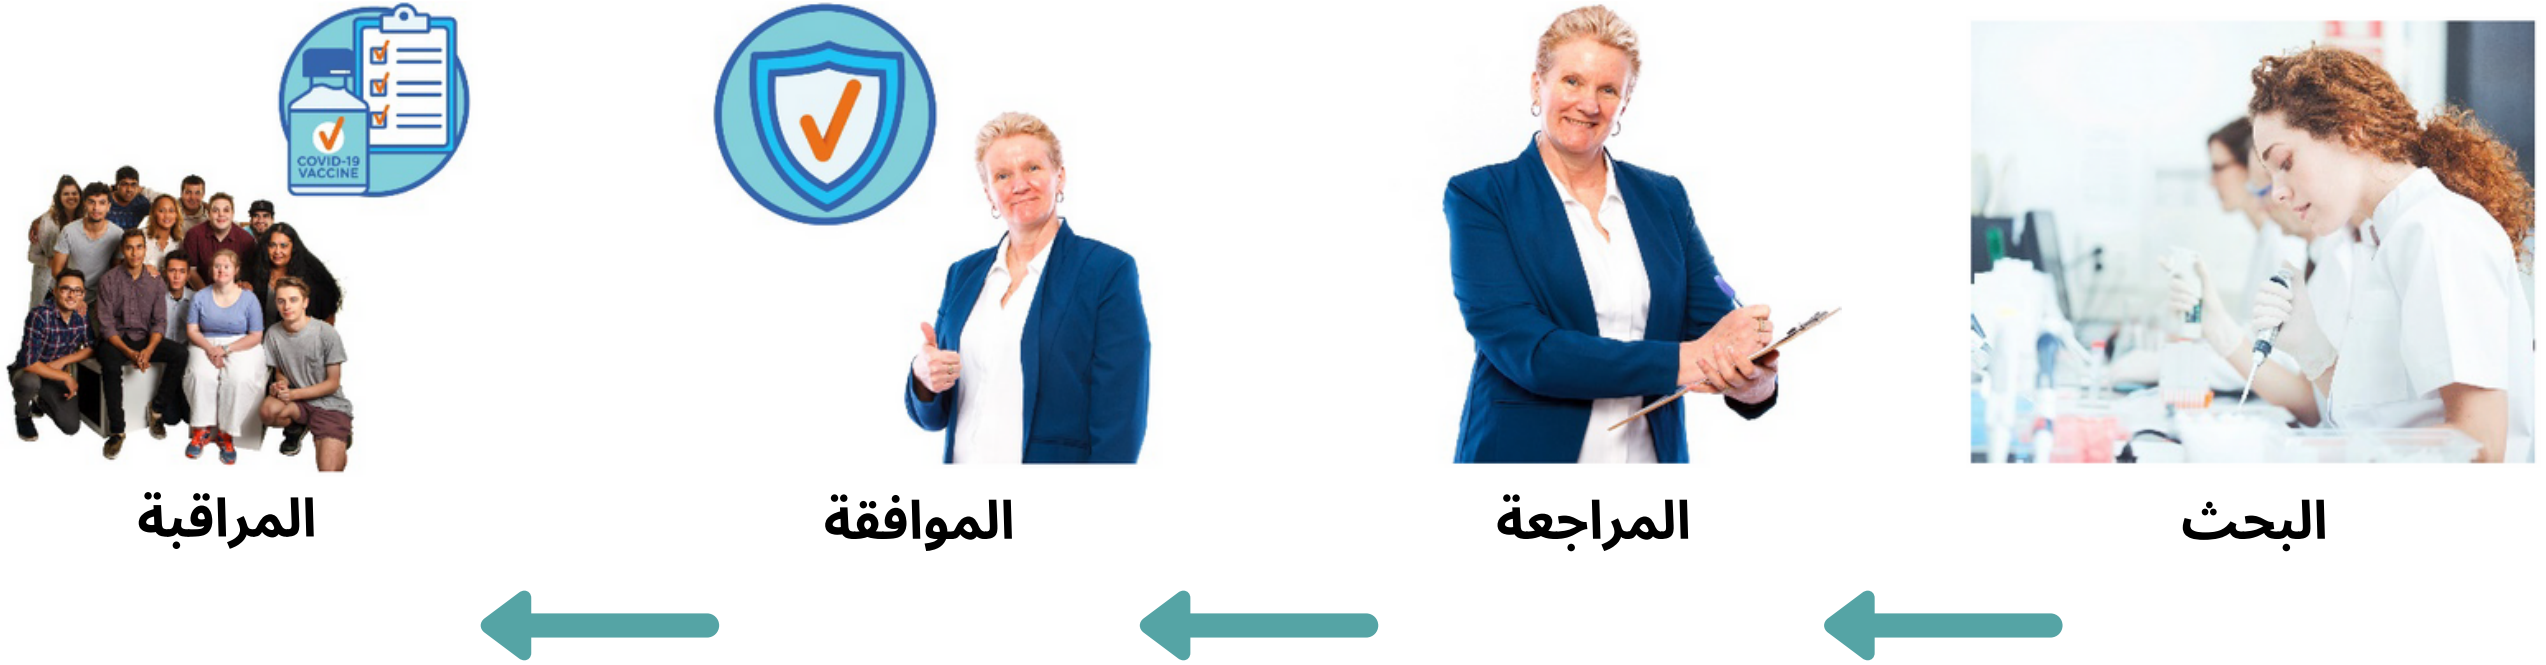 COVID-19
VACCINE
البحث
المراجعة
الموافقة
المراقبة